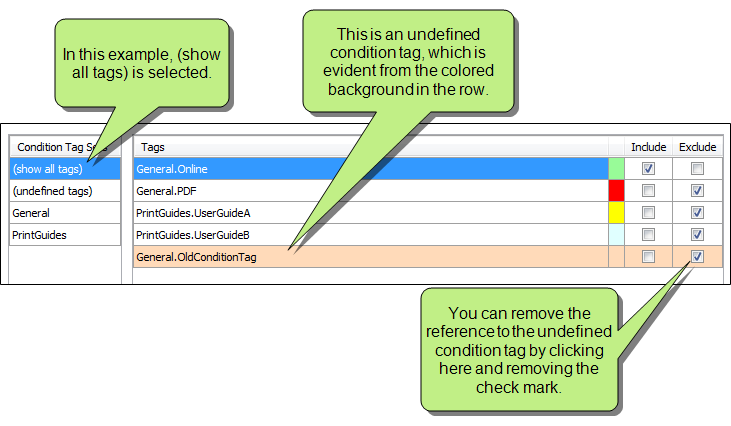 In this example, (show
all tags) is selected.
This is an undefined
condition tag, which is
evident from the colored
background in the row.
Condition Tag Se
Tags
Include
Exclude
(show all tags)
General.Online
(undefined tags)
General.PDF
General
PrintGuides.UserGuideA
PrintGuides
PrintGuides.UserGuideB
General.OldConditionTag
You can remove the
reference to the undefined
condition tag by clicking
here and removing the
check mark.